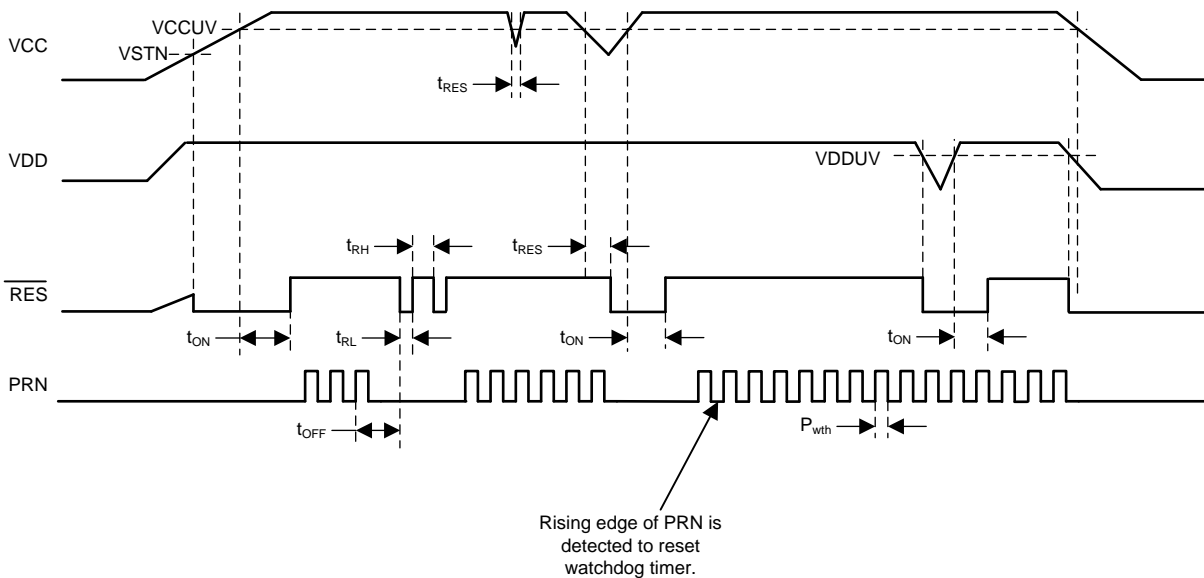 VCCUV
VCC
VSTN
tRES
VDD
VDDUV
tRH
tRES
RES
tON
tRL
tON
tON
PRN
tOFF
Pwth
Rising edge of PRN is
detected to reset
watchdog timer.